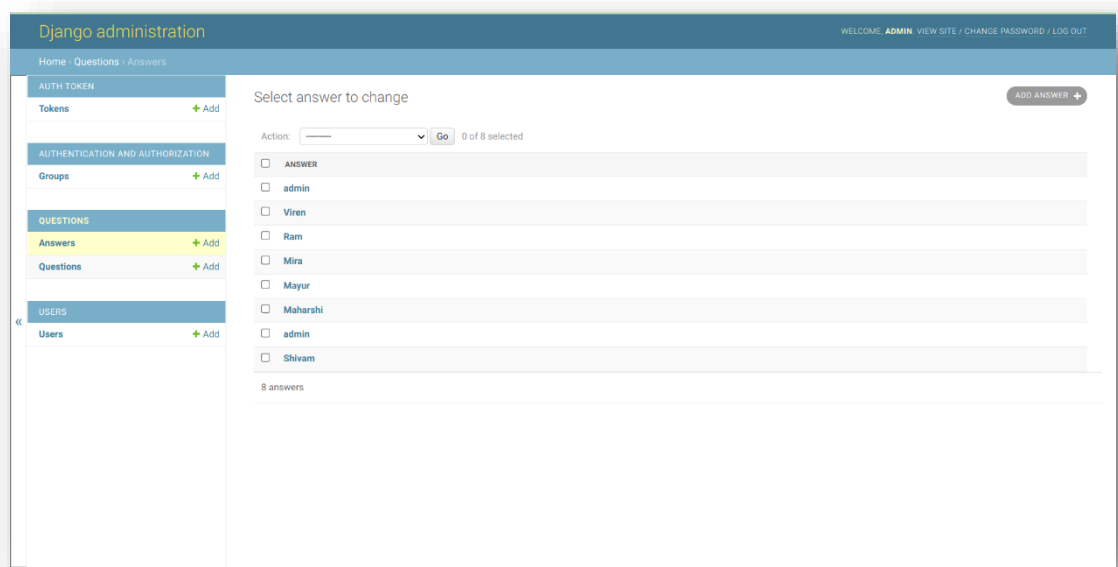 Django administration
WELCOME, ADMIN. VIEW SITE / CHANGE PASSWORD / LOG OUT
Home › Questions › Answers
AUTH TOKEN
Tokens + Add
AUTHENTICATION AND AUTHORIZATION
Groups + Add
QUESTIONS
Answers + Add
Questions + Add
USERS
« Users + Add
Select answer to change
ADD ANSWER +
Action: --------- Go 0 of 8 selected
ANSWER
admin
Viren
Ram
Mira
Mayur
Maharshi
admin
Shivam
8 answers